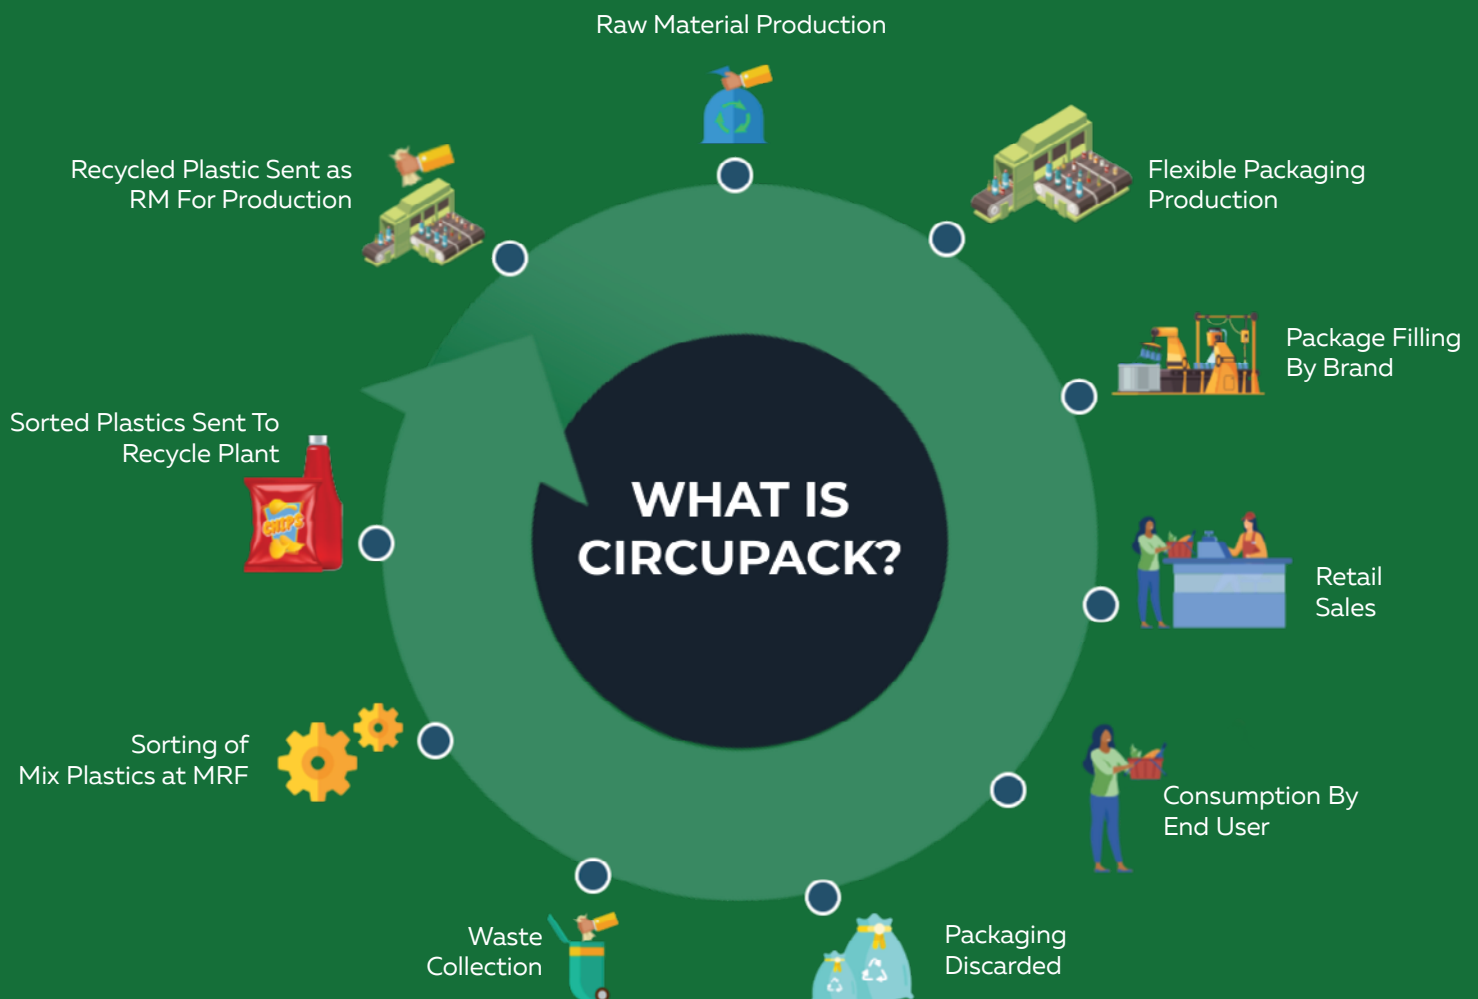 Raw Material Production
Flexible Packaging
Production
Package Filling
By Brand
Retail
Sales
Consumption By
End User
Packaging
Discarded
Waste
Collection
Sorting of
Mix Plastics at MRF
Sorted Plastics Sent To
Recycle Plant
CHIPS
Recycled Plastic Sent as
RM For Production
WHAT IS
CIRCUPACK?